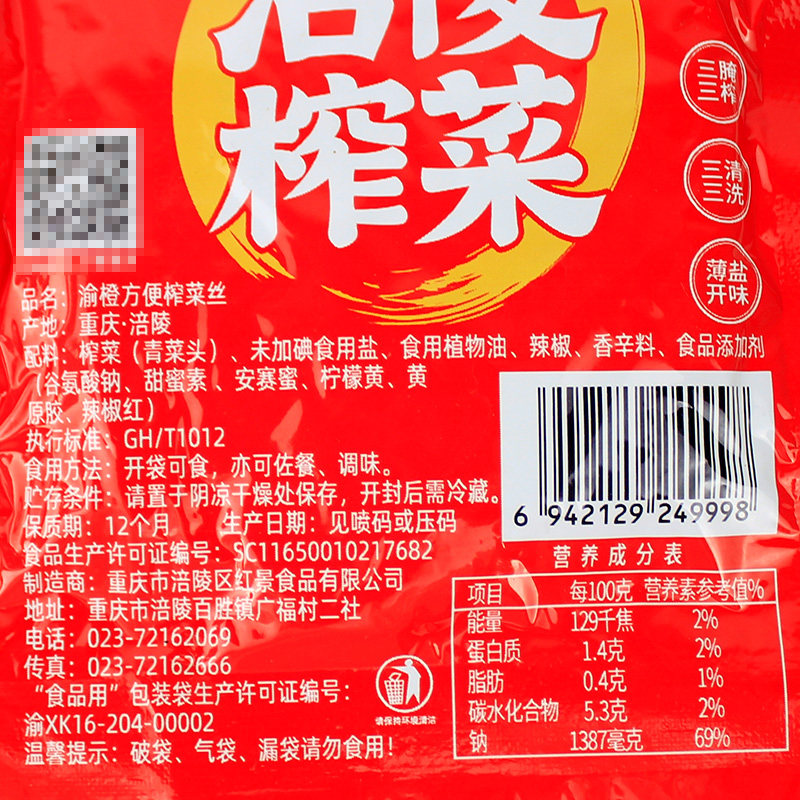 涪陵
榨菜
三腌
三榨
三清
三洗
薄盐
开味
品名：渝橙方便榨菜丝
产地：重庆·涪陵
配料：榨菜（青菜头）、未加碘食用盐、食用植物油、辣椒、香辛料、食品添加剂
（谷氨酸钠、甜蜜素、安赛蜜、柠檬黄、黄
原胶、辣椒红）
执行标准：GH/T1012
食用方法：开袋可食，亦可佐餐、调味。
贮存条件：请置于阴凉干燥处保存，开封后需冷藏。
保质期：12个月 生产日期：见喷码或压码
食品生产许可证编号：SC11650010217682
制造商：重庆市涪陵区红景食品有限公司
地址：重庆市涪陵百胜镇广福村二社
电话：023-72162069
传真：023-72162666
“食品用”包装袋生产许可证编号：
渝XK16-204-00002
温馨提示：破袋、气袋、漏袋请勿食用！
请保持环境清洁
6 942129 249998
营养成分表
项目 每100克 营养素参考值%
能量 129千焦 2%
蛋白质 1.4克 2%
脂肪 0.4克 1%
碳水化合物 5.3克 2%
钠 1387毫克 69%